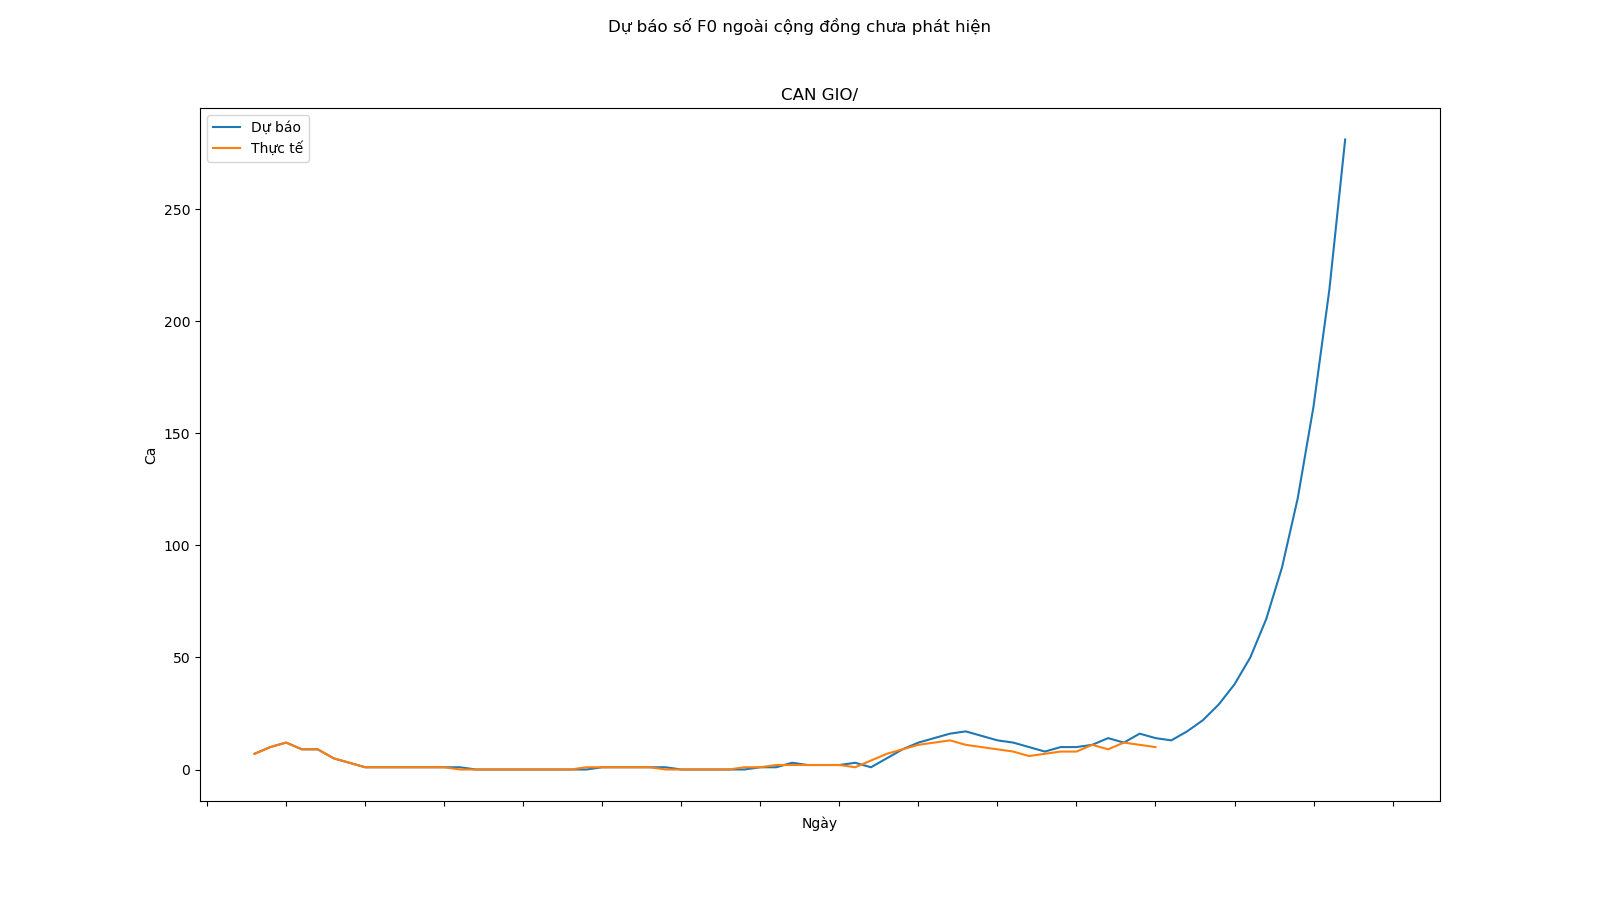 Dự báo số F0 ngoài cộng đồng chưa phát hiện
CAN GIO/
Dự báo
Thực tế
250
200
150
100
50
0
Ca
Ngày